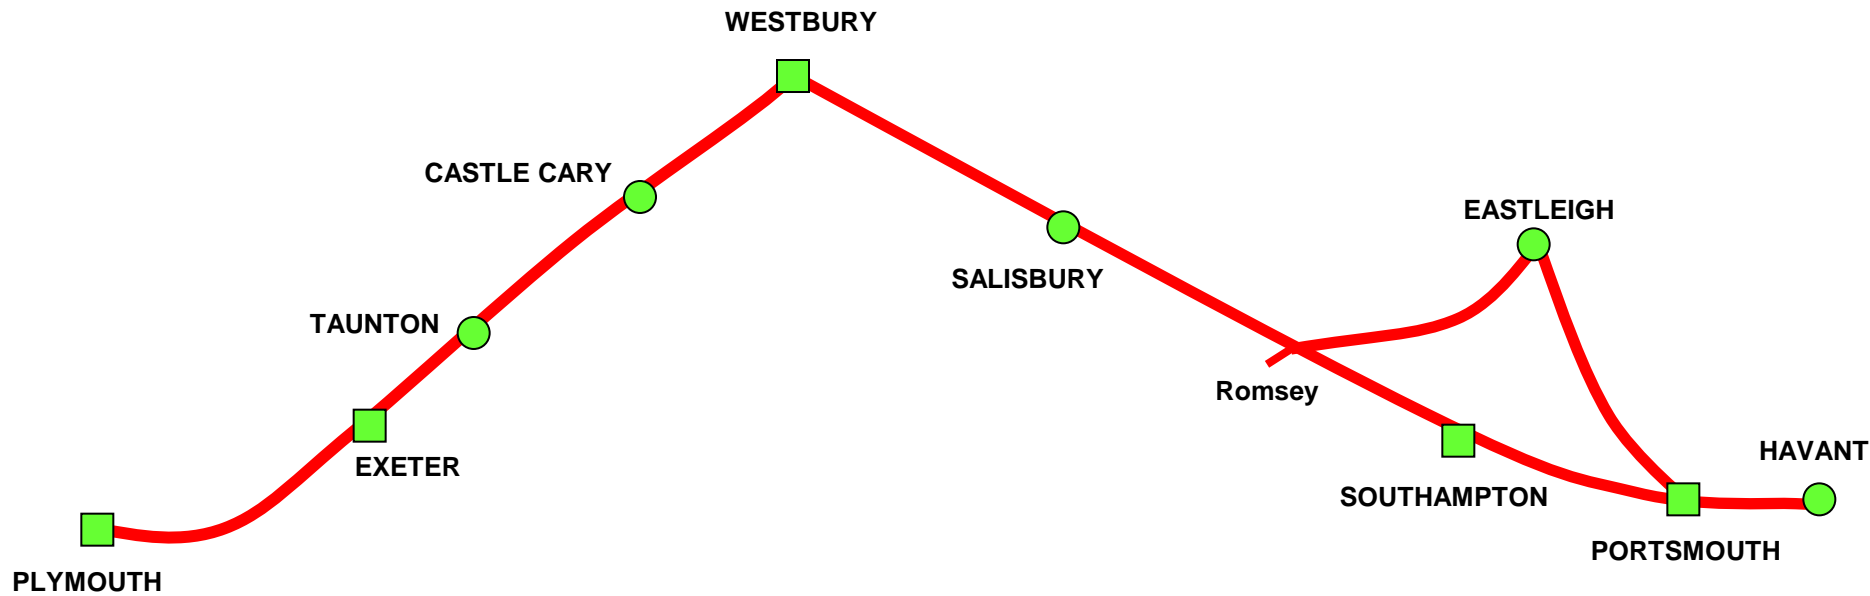 WESTBURY
CASTLE CARY
EASTLEIGH
SALISBURY
TAUNTON
Romsey
HAVANT
EXETER
SOUTHAMPTON
PORTSMOUTH
PLYMOUTH